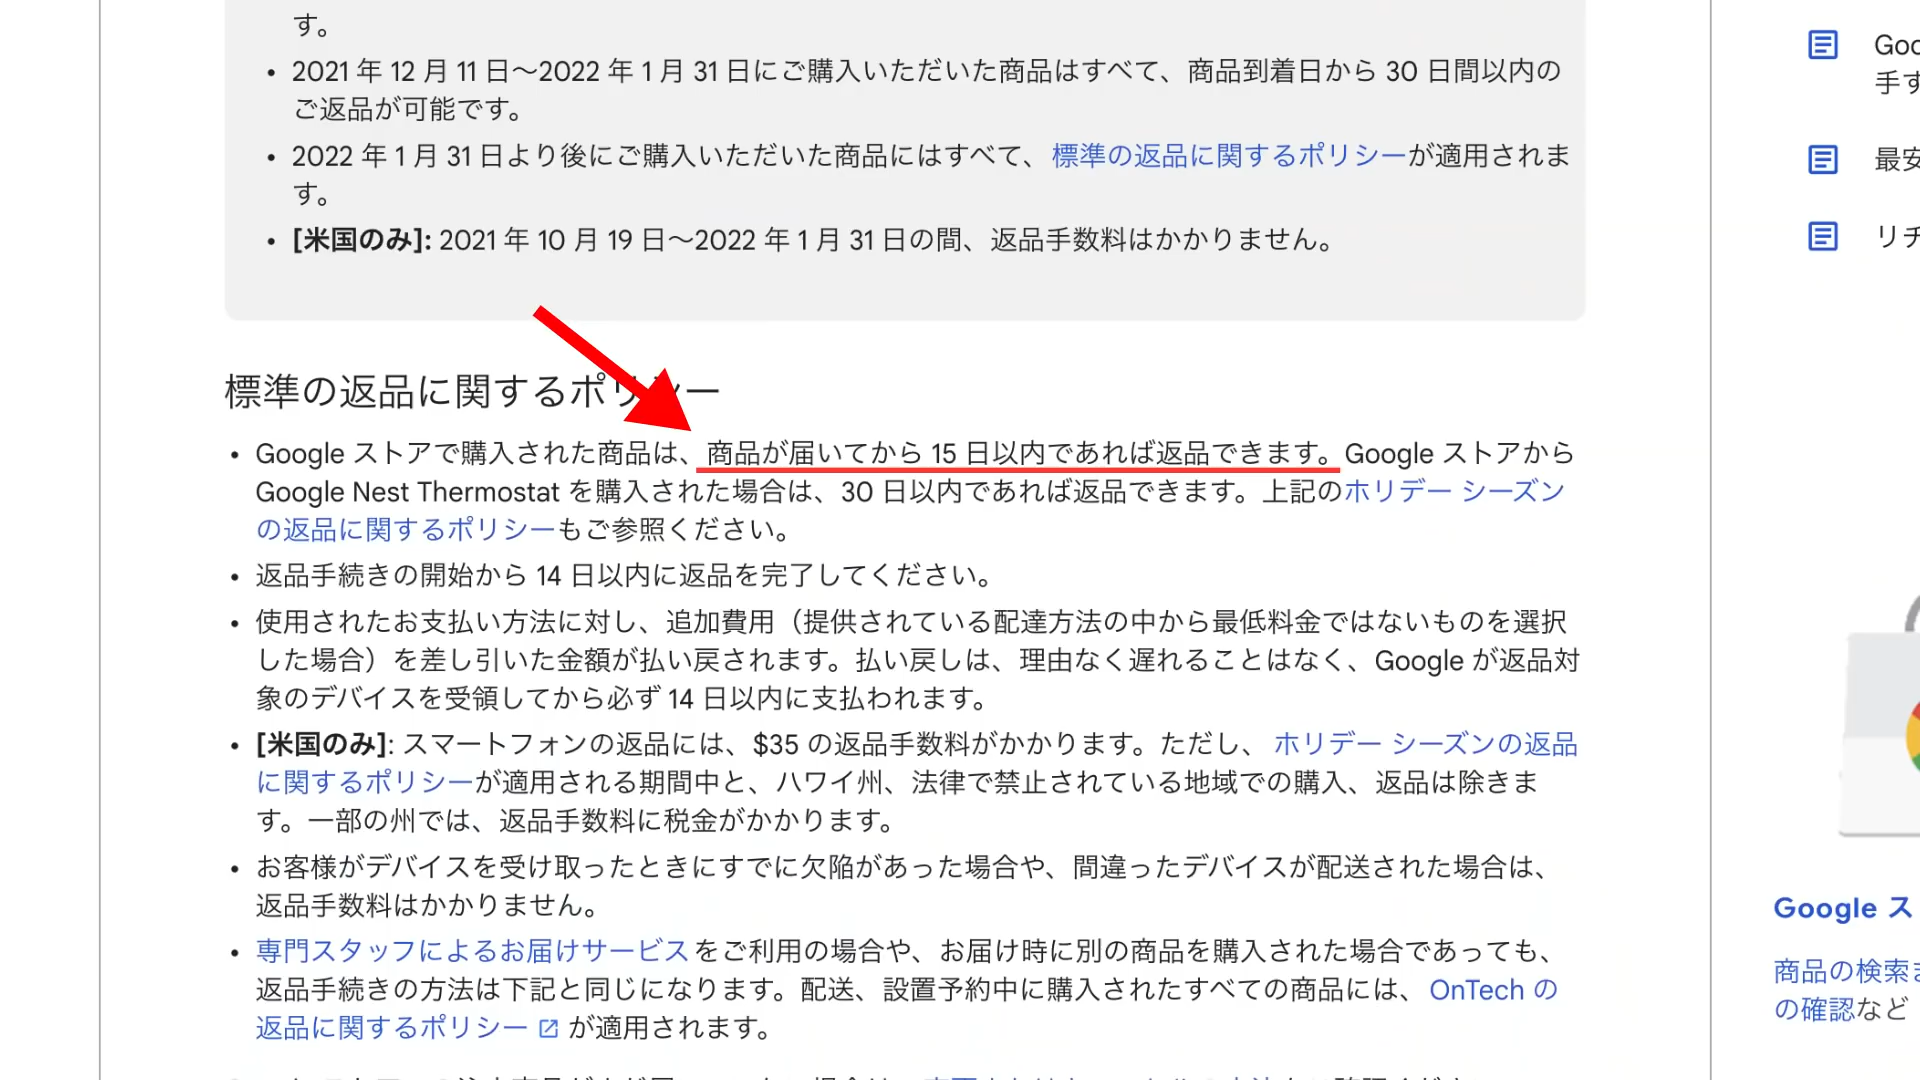 す。
• 2021 年 12 月 11 日〜2022 年 1 月 31 日にご購入いただいた商品はすべて、商品到着日から 30 日間以内の
ご返品が可能です。
• 2022 年 1 月 31 日より後にご購入いただいた商品にはすべて、標準の返品に関するポリシーが適用されま
す。
• [米国のみ]: 2021 年 10 月 19 日〜2022 年 1 月 31 日の間、返品手数料はかかりません。
標準の返品に関するポリシー
• Google ストアで購入された商品は、商品が届いてから 15 日以内であれば返品できます。Google ストアから
Google Nest Thermostat を購入された場合は、30 日以内であれば返品できます。上記のホリデー シーズン
の返品に関するポリシーもご参照ください。
• 返品手続きの開始から 14 日以内に返品を完了してください。
• 使用されたお支払い方法に対し、追加費用（提供されている配達方法の中から最低料金ではないものを選択
した場合）を差し引いた金額が払い戻されます。払い戻しは、理由なく遅れることはなく、Google が返品対
象のデバイスを受領してから必ず 14 日以内に支払われます。
• [米国のみ]: スマートフォンの返品には、$35 の返品手数料がかかります。ただし、 ホリデー シーズンの返品
に関するポリシーが適用される期間中と、ハワイ州、法律で禁止されている地域での購入、返品は除きま
す。一部の州では、返品手数料に税金がかかります。
• お客様がデバイスを受け取ったときにすでに欠陥があった場合や、間違ったデバイスが配送された場合は、
返品手数料はかかりません。
• 専門スタッフによるお届けサービスをご利用の場合や、お届け時に別の商品を購入された場合であっても、
返品手続きの方法は下記と同じになります。配送、設置予約中に購入されたすべての商品には、OnTech の
返品に関するポリシー が適用されます。
Goo
手す
最安
リチ
Google ス
商品の検索
の確認など